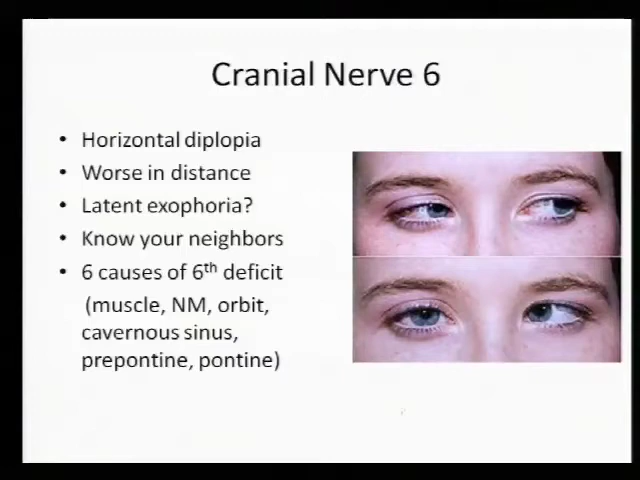 Cranial Nerve 6
• Horizontal diplopia
• Worse in distance
• Latent exophoria?
• Know your neighbors
• 6 causes of 6th deficit
(muscle, NM, orbit,
cavernous sinus,
prepontine, pontine)